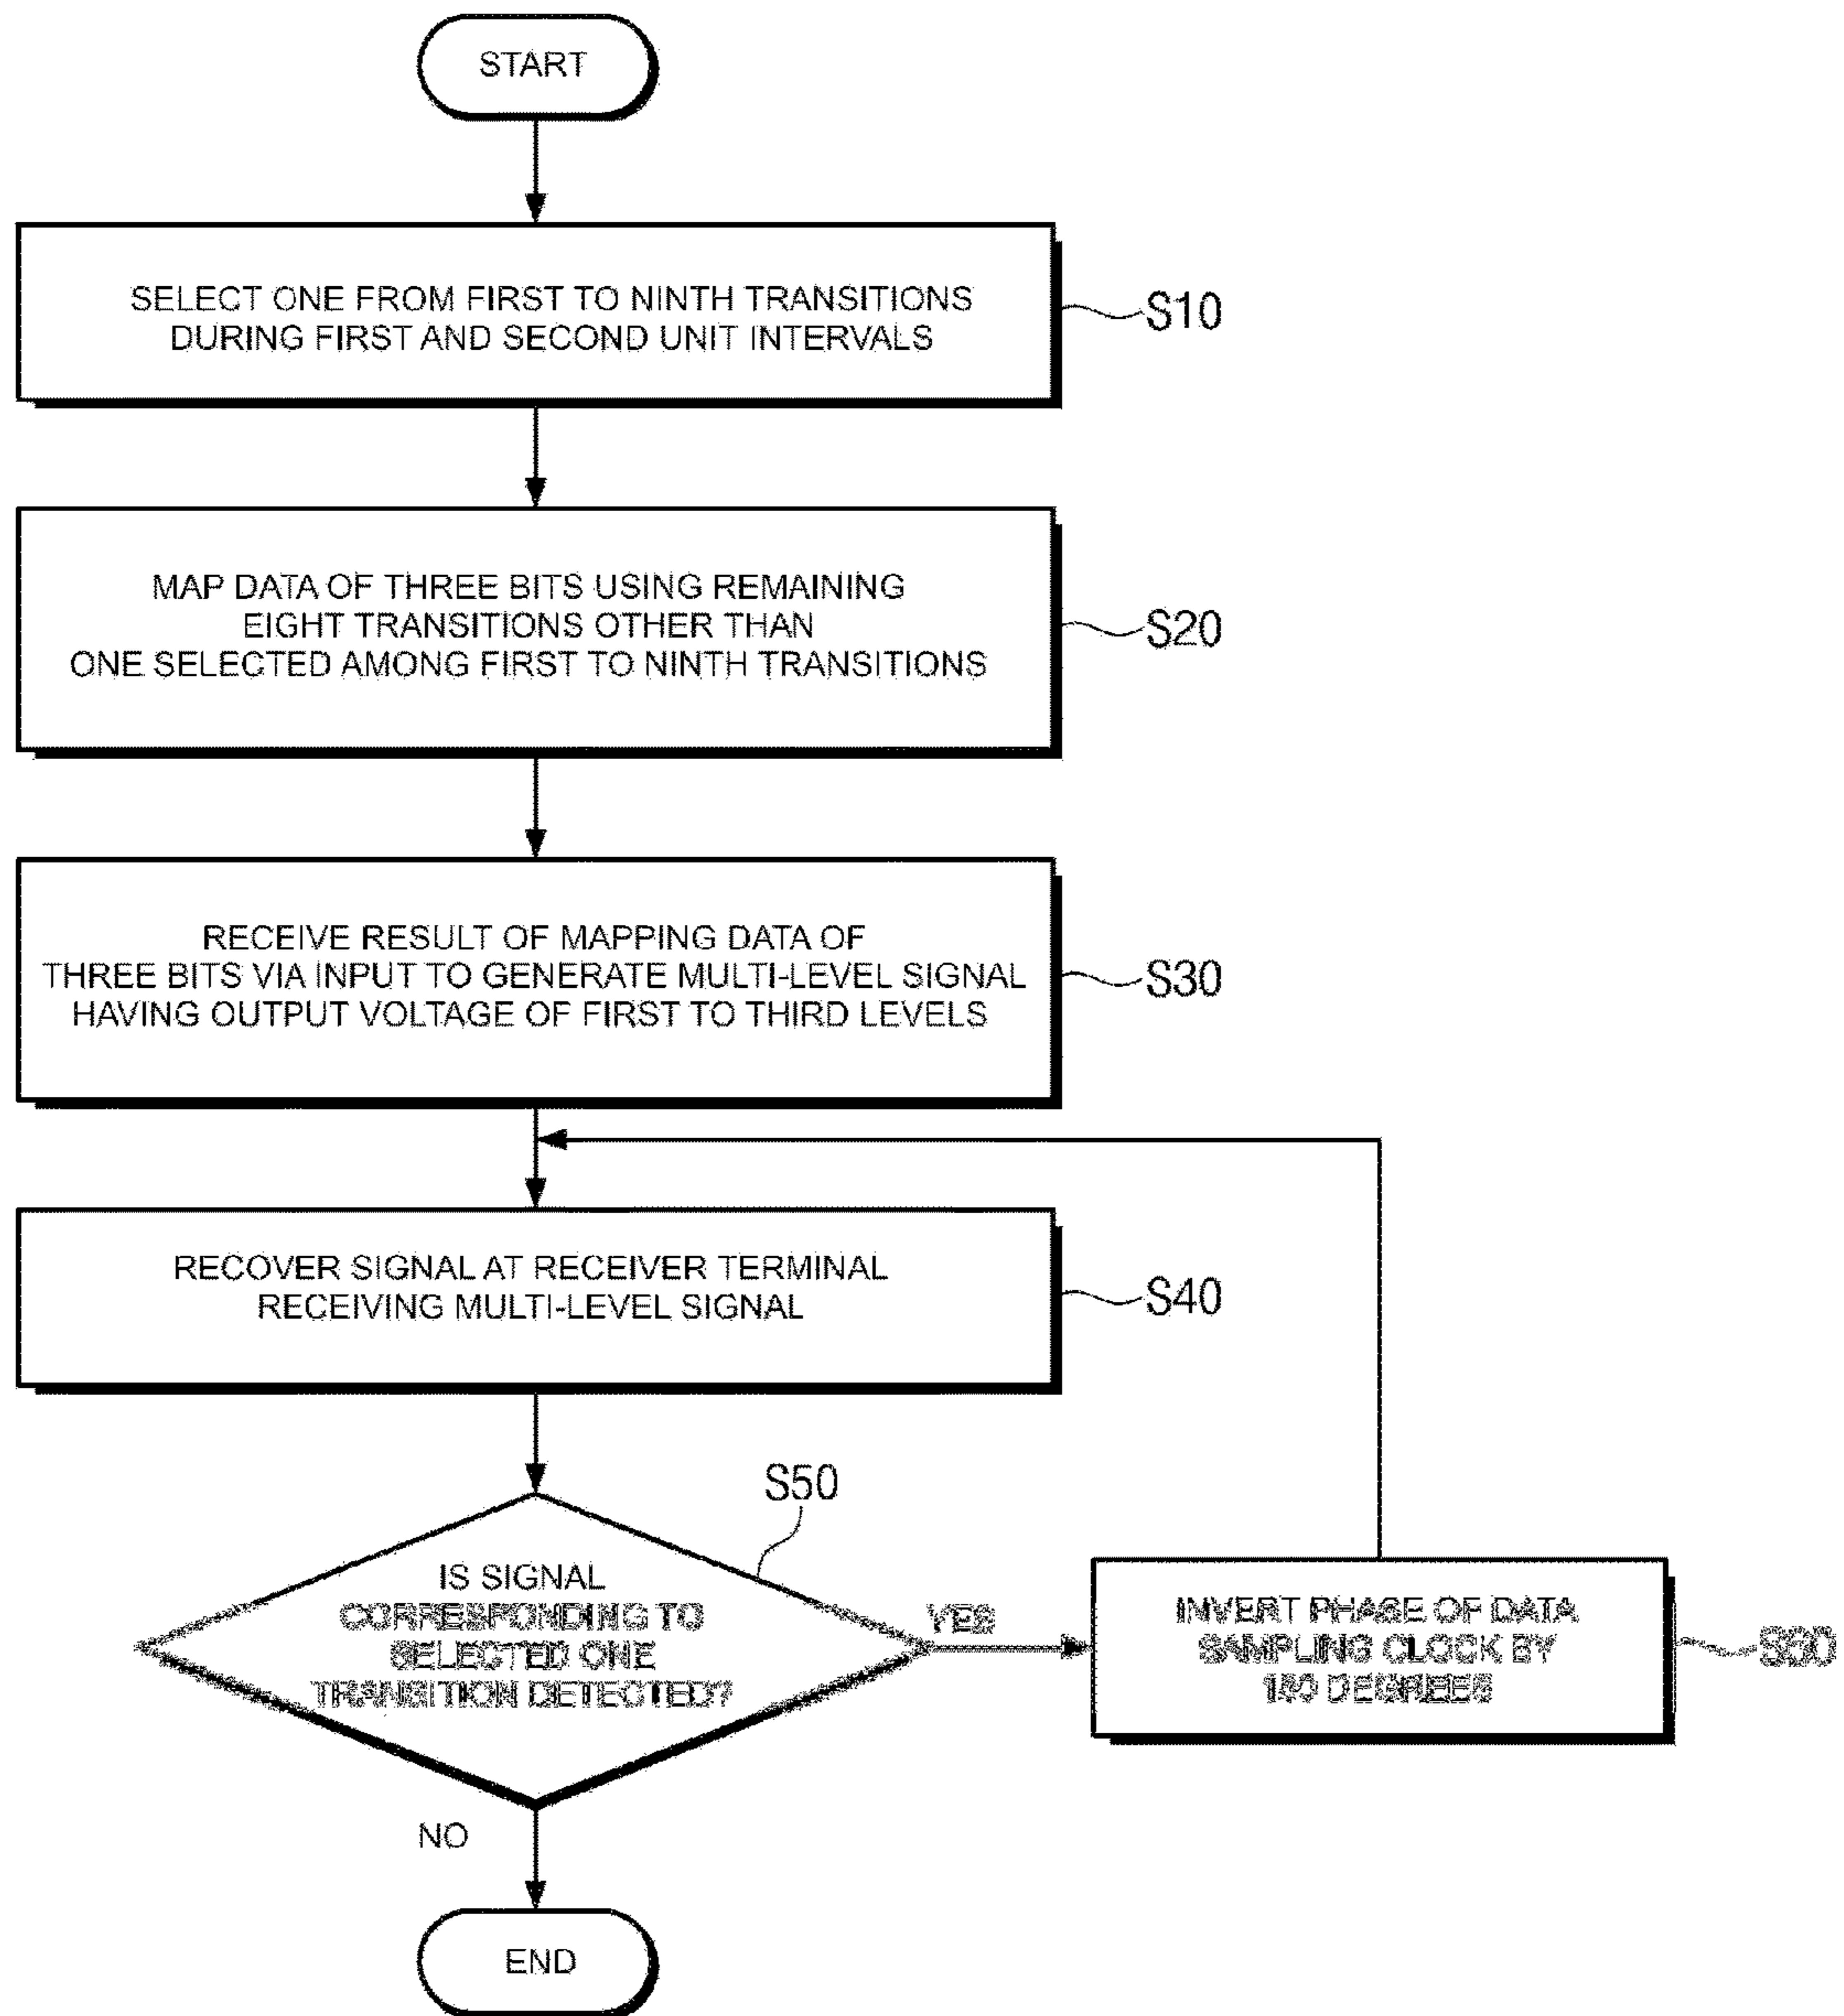 START
SELECT ONE FROM FIRST TO NINTH TRANSITIONS
DURING FIRST AND SECOND UNIT INTERVALS
S10
MAP DATA OF THREE BITS USING REMAINING
EIGHT TRANSITIONS OTHER THAN
ONE SELECTED AMONG FIRST TO NINTH TRANSITIONS
S20
RECEIVE RESULT OF MAPPING DATA OF
THREE BITS VIA INPUT TO GENERATE MULTI-LEVEL SIGNAL
HAVING OUTPUT VOLTAGE OF FIRST TO THIRD LEVELS
S30
RECOVER SIGNAL AT RECEIVER TERMINAL
RECEIVING MULTI-LEVEL SIGNAL
S40
S50
IS SIGNAL
CORRESPONDING TO
SELECTED ONE
TRANSITION DETECTED?
YES
INVERT PHASE OF DATA
SAMPLING CLOCK BY
DEGREES
NO
END